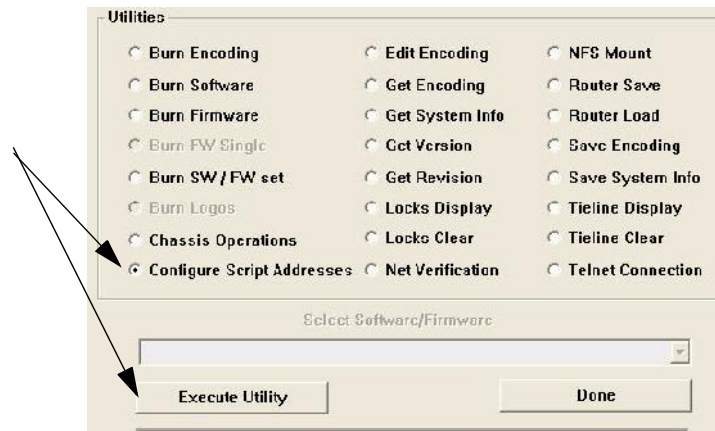 Utilities
Burn Encoding
Burn Software
Burn Firmware
Burn FW Single
Burn SW / FW set
Burn Logos
Chassis Operations
Configure Script Addresses
Edit Encoding
Get Encoding
Get System Info
Get Version
Get Revision
Locks Display
Locks Clear
Net Verification
NFS Mount
Router Save
Router Load
Save Encoding
Save System Info
Tieline Display
Tieline Clear
Telnet Connection
Select Software/Firmware
Execute Utility
Done